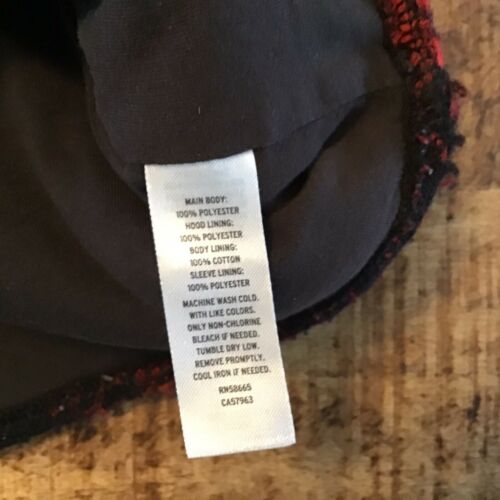 MAIN BODY:
100% POLYESTER
HOOD LINING:
100% POLYESTER
BODY LINING:
100% COTTON
SLEEVE LINING:
100% POLYESTER
MACHINE WASH COLD.
WITH LIKE COLORS.
ONLY NON-CHLORINE
BLEACH IF NEEDED.
TUMBLE DRY LOW.
REMOVE PROMPTLY.
COOL IRON IF NEEDED.
RN58665
CA57963